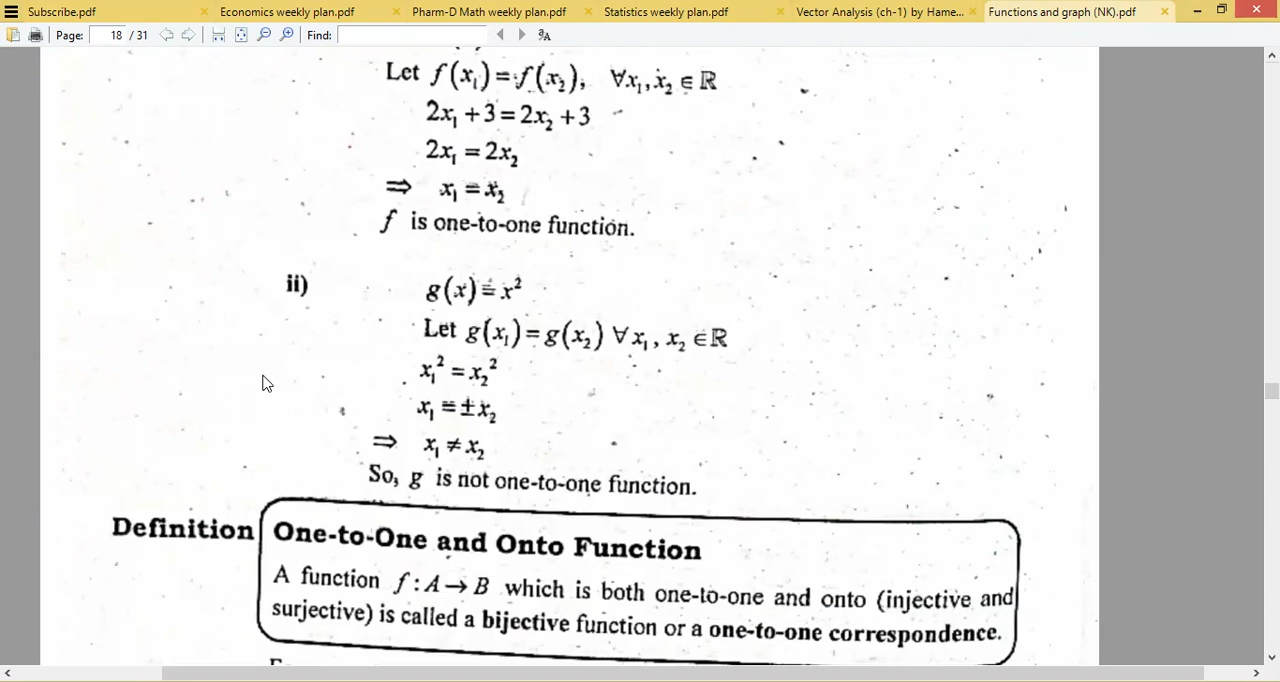 Subscribe.pdf
Economics weekly plan.pdf
Pharm-D Math weekly plan.pdf
Statistics weekly plan.pdf
Vector Analysis (ch-1) by Hame...
Functions and graph (NK).pdf
Page: 18 / 31
Find:
Let f(x₁) = f(x₂), ∀x₁, x₂ ∈ ℝ
2x₁ + 3 = 2x₂ + 3
2x₁ = 2x₂
⇒ x₁ = x₂
f is one-to-one function.
ii) g(x) = x²
Let g(x₁) = g(x₂) ∀ x₁, x₂ ∈ ℝ
x₁² = x₂²
x₁ = ±x₂
⇒ x₁ ≠ x₂
So, g is not one-to-one function.
Definition One-to-One and Onto Function
A function f : A → B which is both one-to-one and onto (injective and
surjective) is called a bijective function or a one-to-one correspondence.